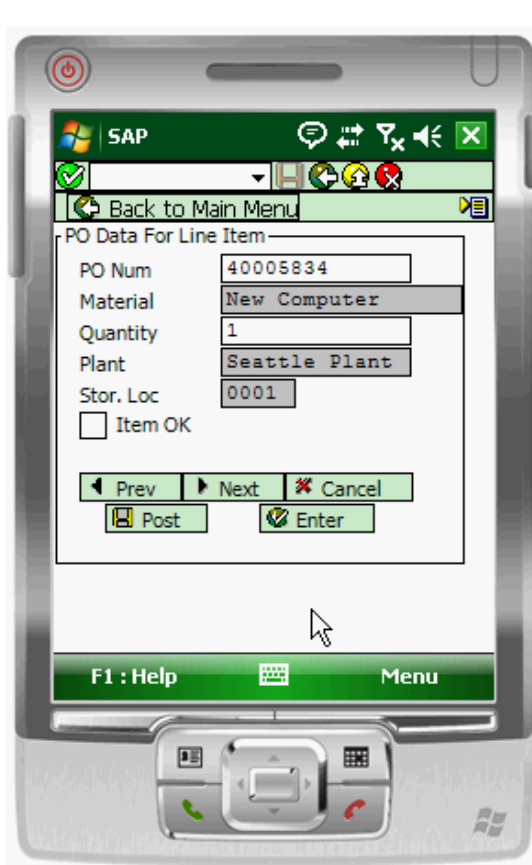 SAP
Back to Main Menu
PO Data For Line Item
PO Num 40005834
Material New Computer
Quantity 1
Plant Seattle Plant
Stor. Loc 0001
Item OK
Prev Next Cancel
Post Enter
F1 : Help Menu